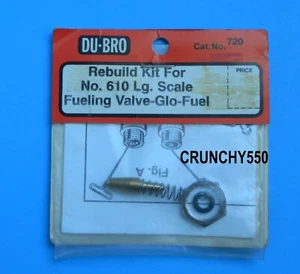 DU-BRO
Cat. No. 720
Rebuild Kit For
PRICE
No. 610 Lg. Scale
Fueling Valve-Glo-Fuel
CRUNCHY550
Fig. A